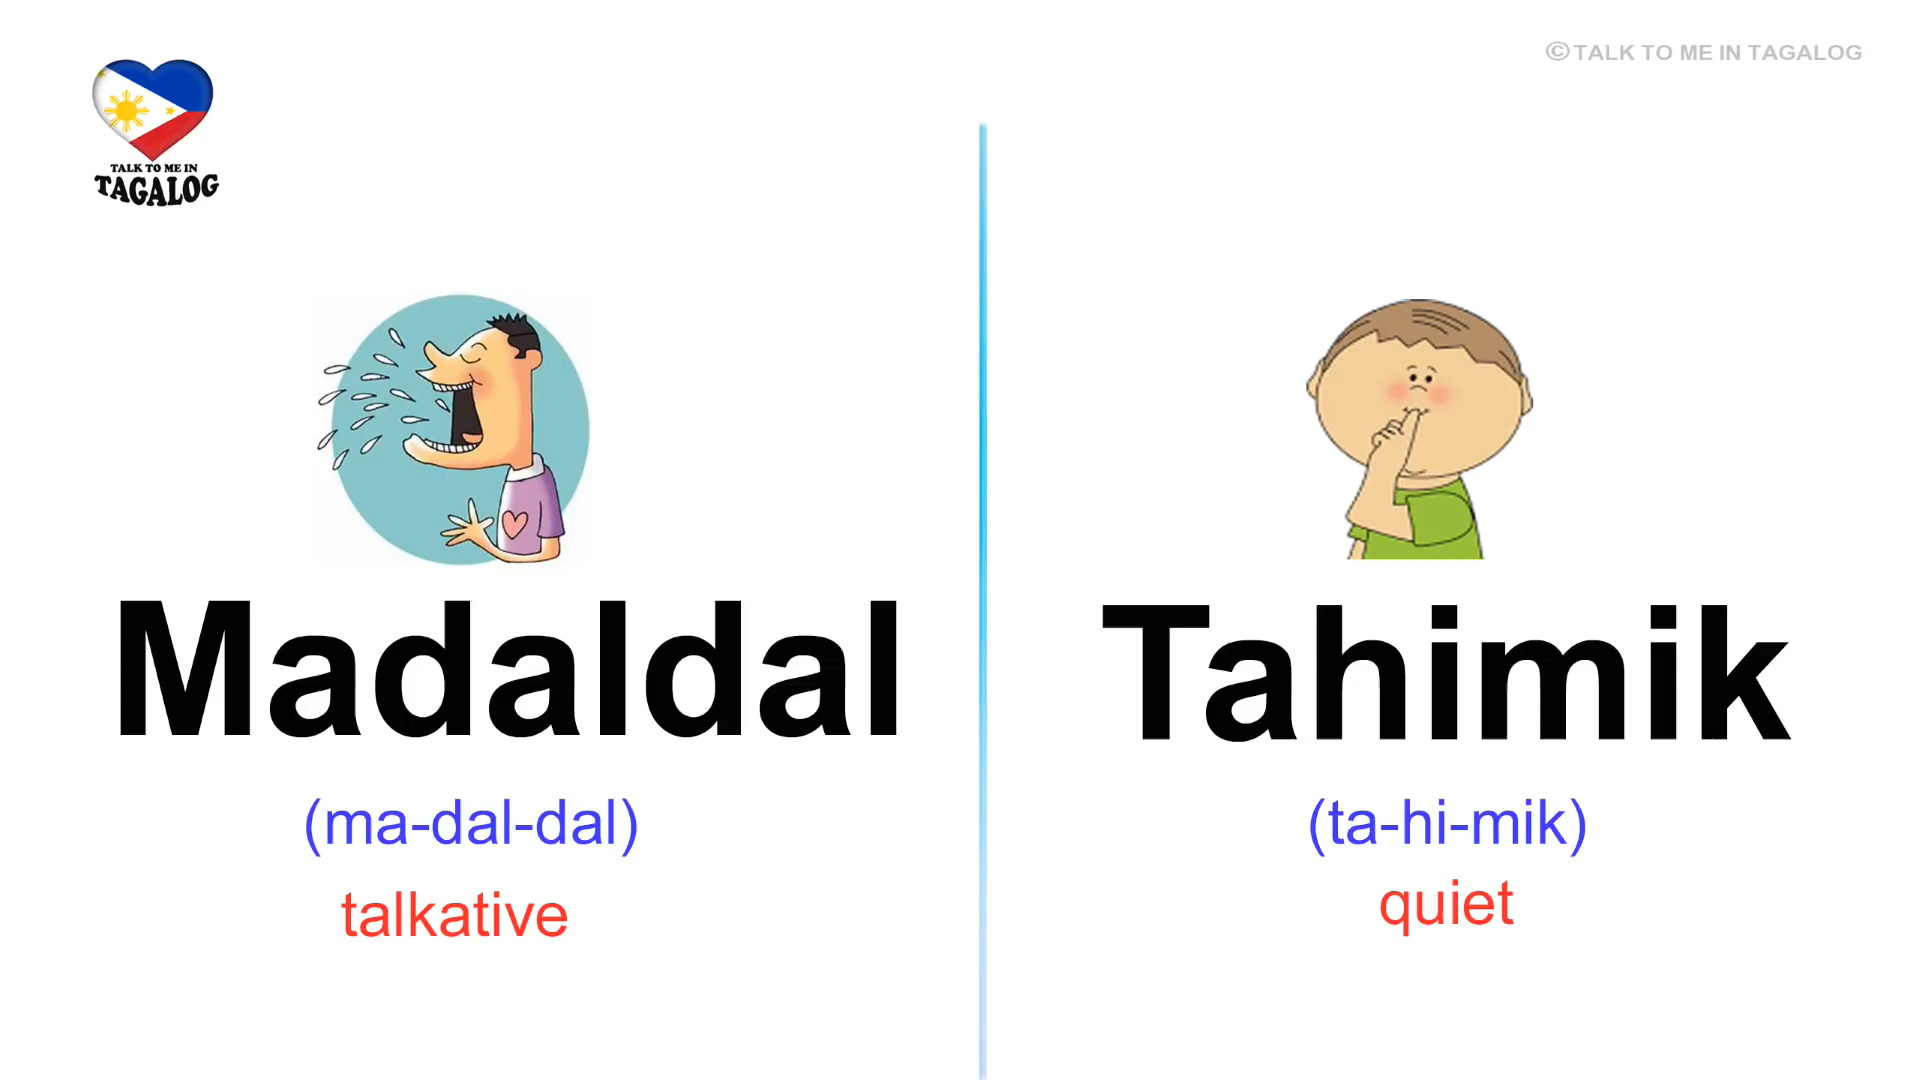 TALK TO ME IN
TAGALOG
©TALK TO ME IN TAGALOG
Madaldal
(ma-dal-dal)
talkative
Tahimik
(ta-hi-mik)
quiet